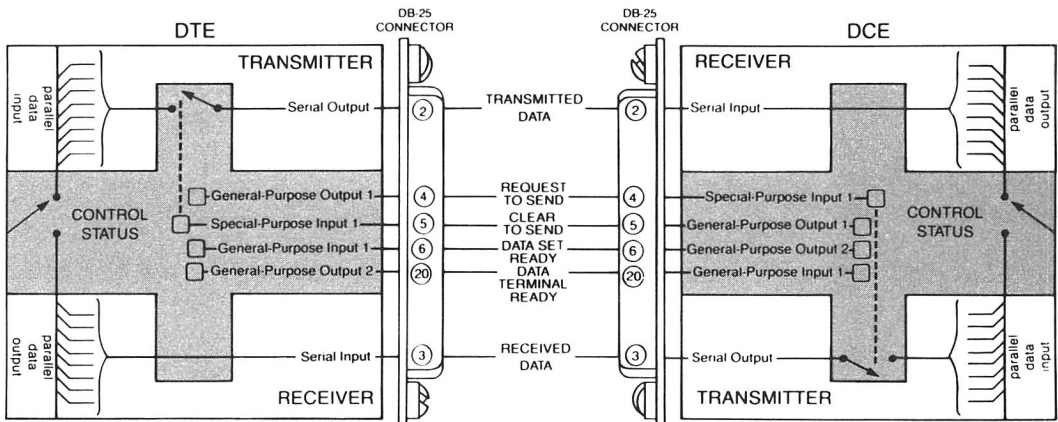 DB-25
CONNECTOR
DB-25
CONNECTOR
DTE
DCE
TRANSMITTER
RECEIVER
parallel
data
input
Serial Output
2
TRANSMITTED
DATA
2
Serial Input
parallel
data
output
CONTROL
STATUS
General-Purpose Output 1
4
REQUEST
TO SEND
4
Special-Purpose Input 1
Special-Purpose Input 1
5
CLEAR
TO SEND
5
General-Purpose Output 1
General-Purpose Input 1
6
DATA SET
READY
6
General-Purpose Output 2
General-Purpose Output 2
20
DATA
TERMINAL
READY
20
General-Purpose Input 1
CONTROL
STATUS
parallel
data
output
Serial Input
3
RECEIVED
DATA
3
Serial Output
parallel
data
input
RECEIVER
TRANSMITTER